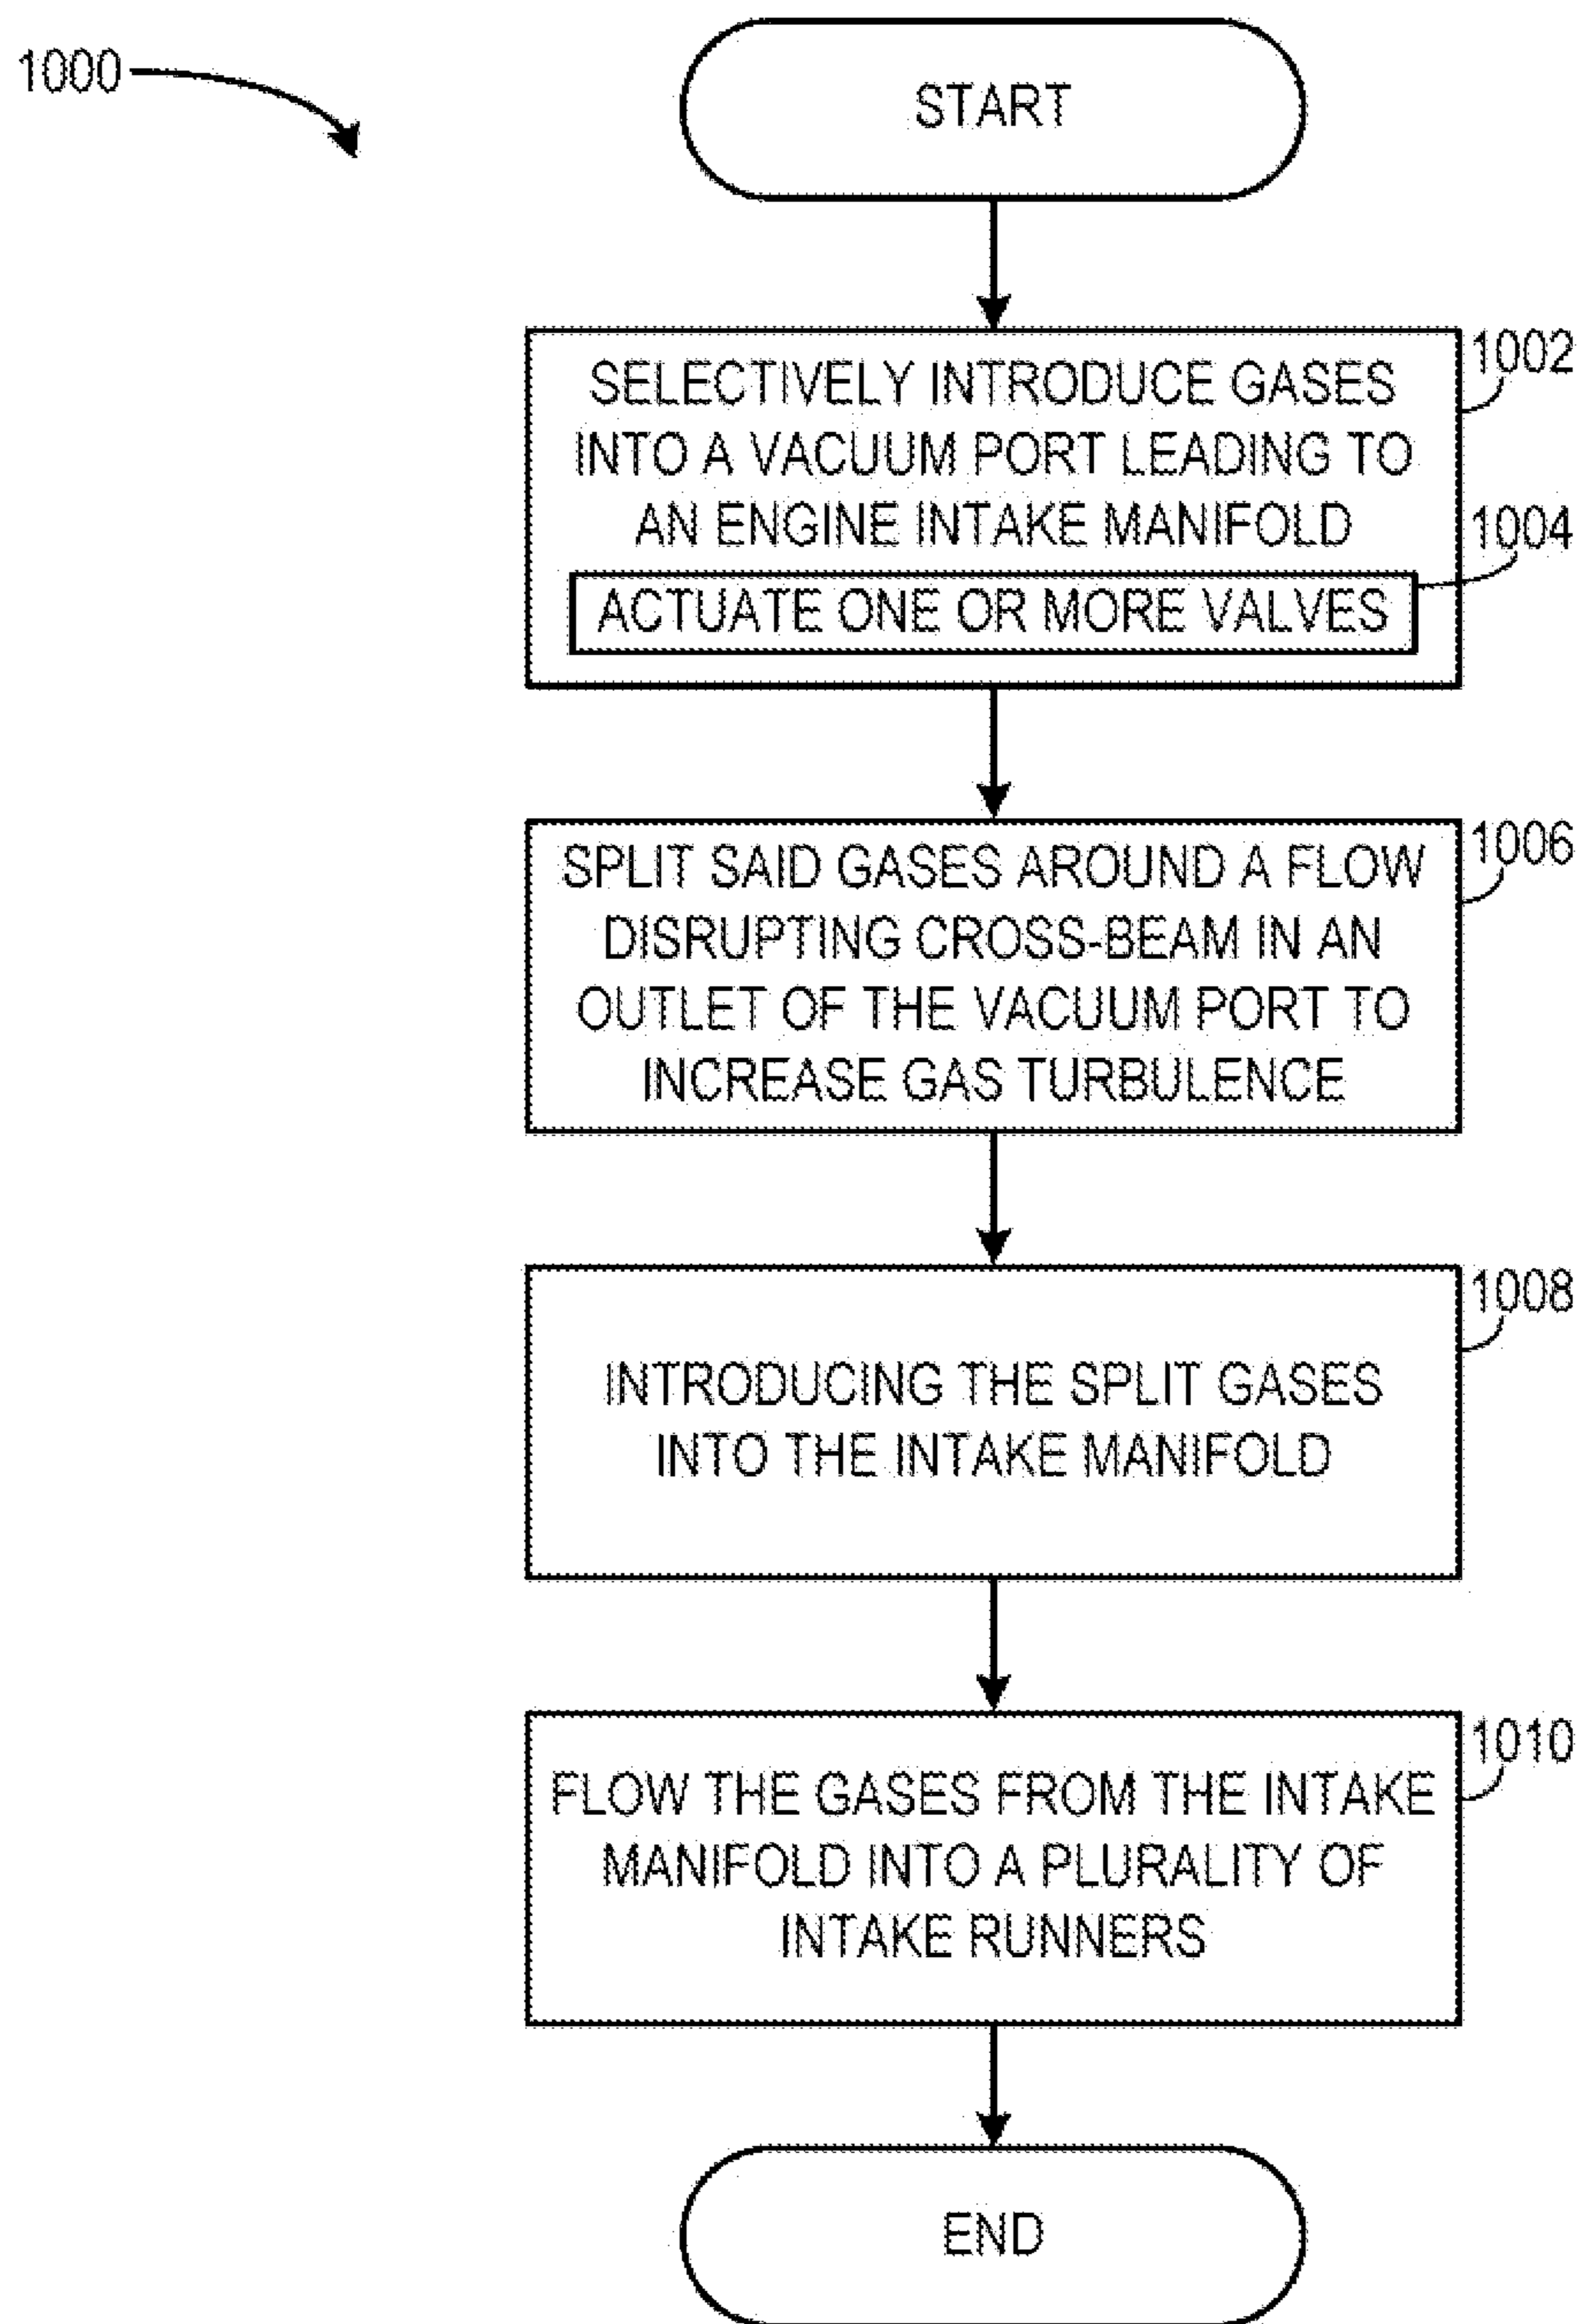 1000
START
SELECTIVELY INTRODUCE GASES
INTO A VACUUM PORT LEADING TO
AN ENGINE INTAKE MANIFOLD
1002
ACTUATE ONE OR MORE VALVES
1004
SPLIT SAID GASES AROUND A FLOW
DISRUPTING CROSS-BEAM IN AN
OUTLET OF THE VACUUM PORT TO
INCREASE GAS TURBULENCE
1006
INTRODUCING THE SPLIT GASES
INTO THE INTAKE MANIFOLD
1008
FLOW THE GASES FROM THE INTAKE
MANIFOLD INTO A PLURALITY OF
INTAKE RUNNERS
1010
END